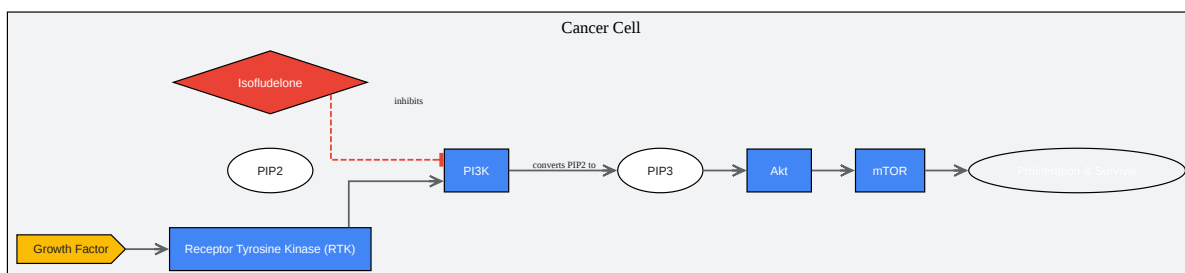 Cancer Cell
Isofludelone
inhibits
PIP2
PI3K
converts PIP2 to
PIP3
Akt
mTOR
Proliferation & Survival
Growth Factor
Receptor Tyrosine Kinase (RTK)